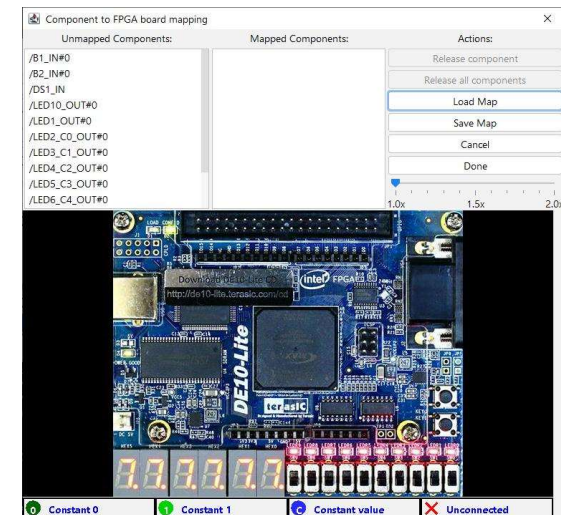 Component to FPGA board mapping
Unmapped Components:
Mapped Components:
Actions:
/B1_IN#0
/B2_IN#0
/DS1_IN
/LED10_OUT#0
/LED1_OUT#0
/LED2_C0_OUT#0
/LED3_C1_OUT#0
/LED4_C2_OUT#0
/LED5_C3_OUT#0
/LED6_C4_OUT#0
Release component
Release all components
Load Map
Save Map
Cancel
Done
1.0x 1.5x 2.0x
Download DE10-Lite CD
http://de10-lite.terasic.com/cd
intel FPGA
DE10-Lite
terasIC
0 Constant 0
1 Constant 1
C Constant value
Unconnected